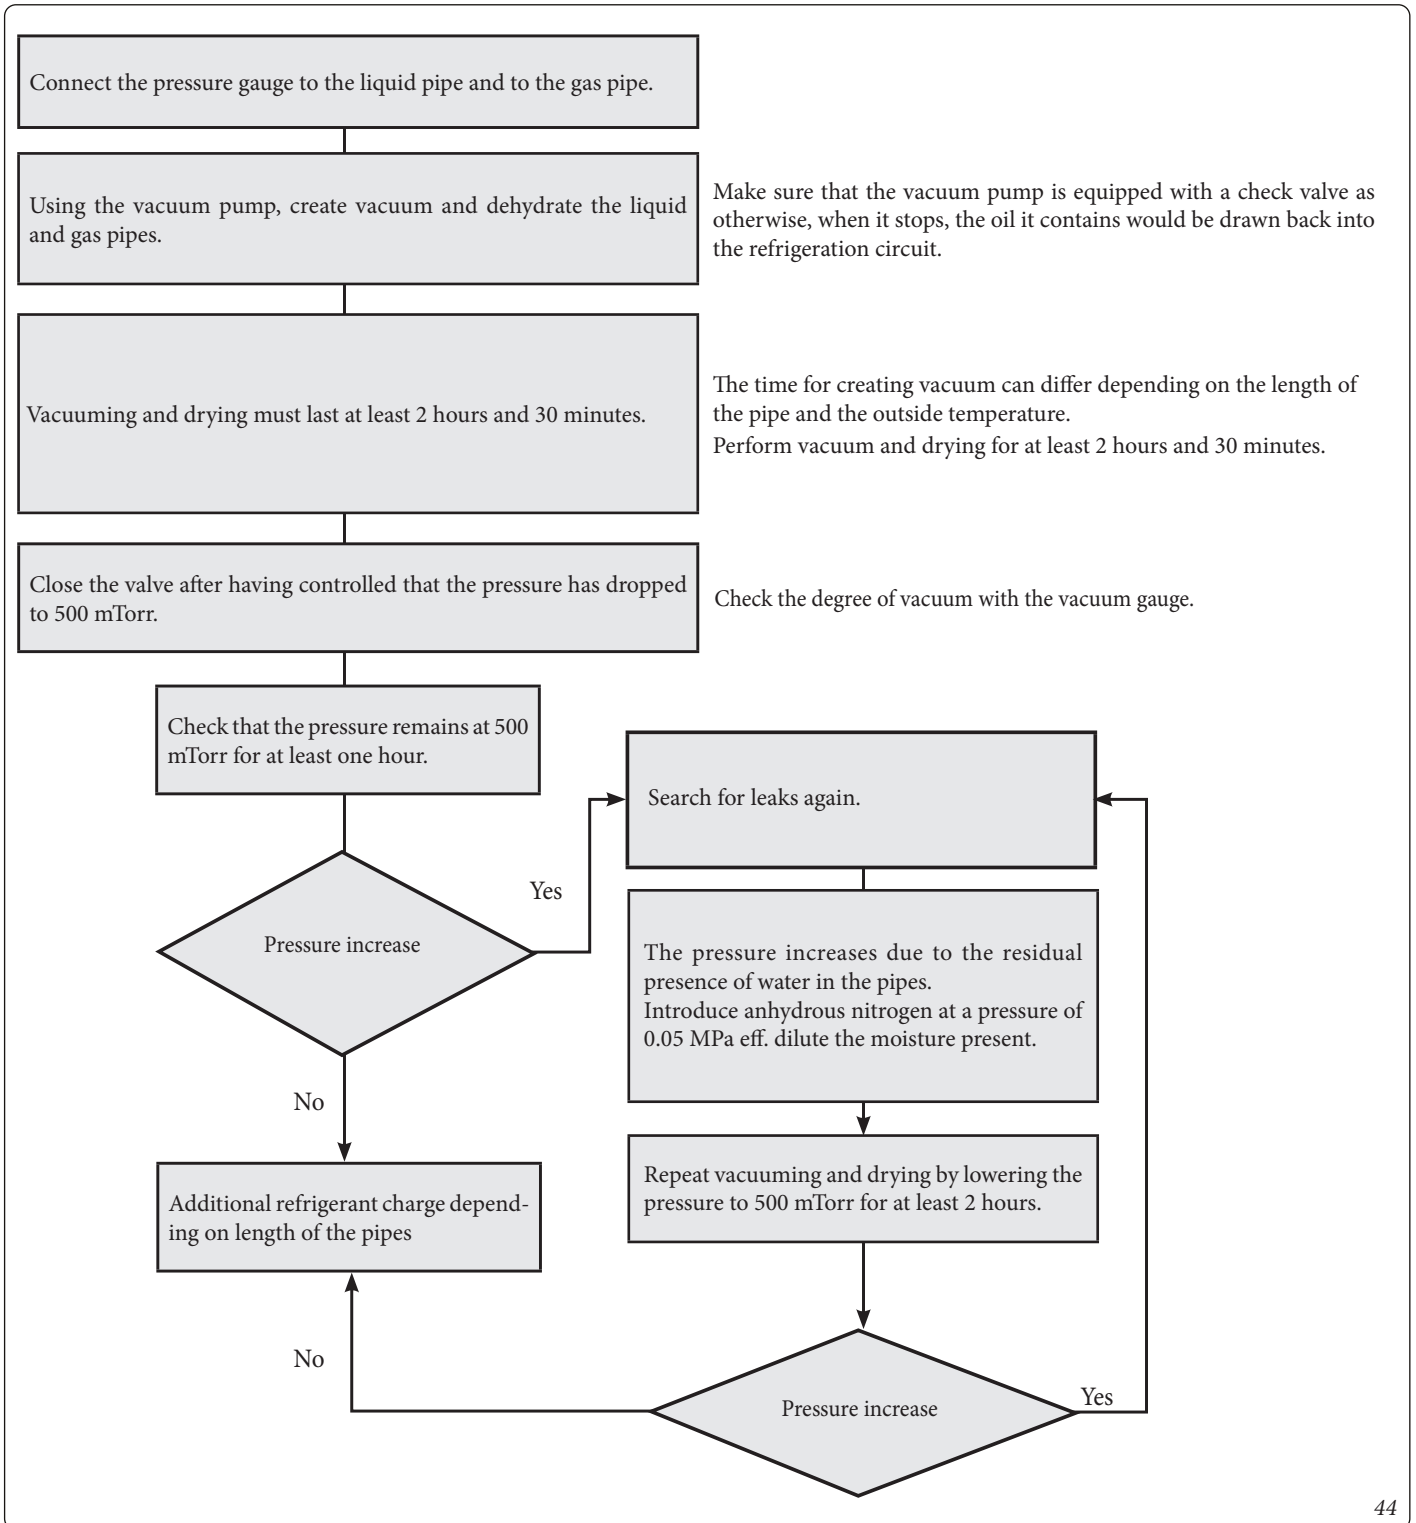 Connect the pressure gauge to the liquid pipe and to the gas pipe.
Using the vacuum pump, create vacuum and dehydrate the liquid
and gas pipes.
Make sure that the vacuum pump is equipped with a check valve as
otherwise, when it stops, the oil it contains would be drawn back into
the refrigeration circuit.
Vacuuming and drying must last at least 2 hours and 30 minutes.
The time for creating vacuum can differ depending on the length of
the pipe and the outside temperature.
Perform vacuum and drying for at least 2 hours and 30 minutes.
Close the valve after having controlled that the pressure has dropped
to 500 mTorr.
Check the degree of vacuum with the vacuum gauge.
Check that the pressure remains at 500
mTorr for at least one hour.
Pressure increase
Yes
Search for leaks again.
The pressure increases due to the residual
presence of water in the pipes.
Introduce anhydrous nitrogen at a pressure of
0.05 MPa eff. dilute the moisture present.
No
Additional refrigerant charge depend-
ing on length of the pipes
Repeat vacuuming and drying by lowering the
pressure to 500 mTorr for at least 2 hours.
No
Pressure increase
Yes
44